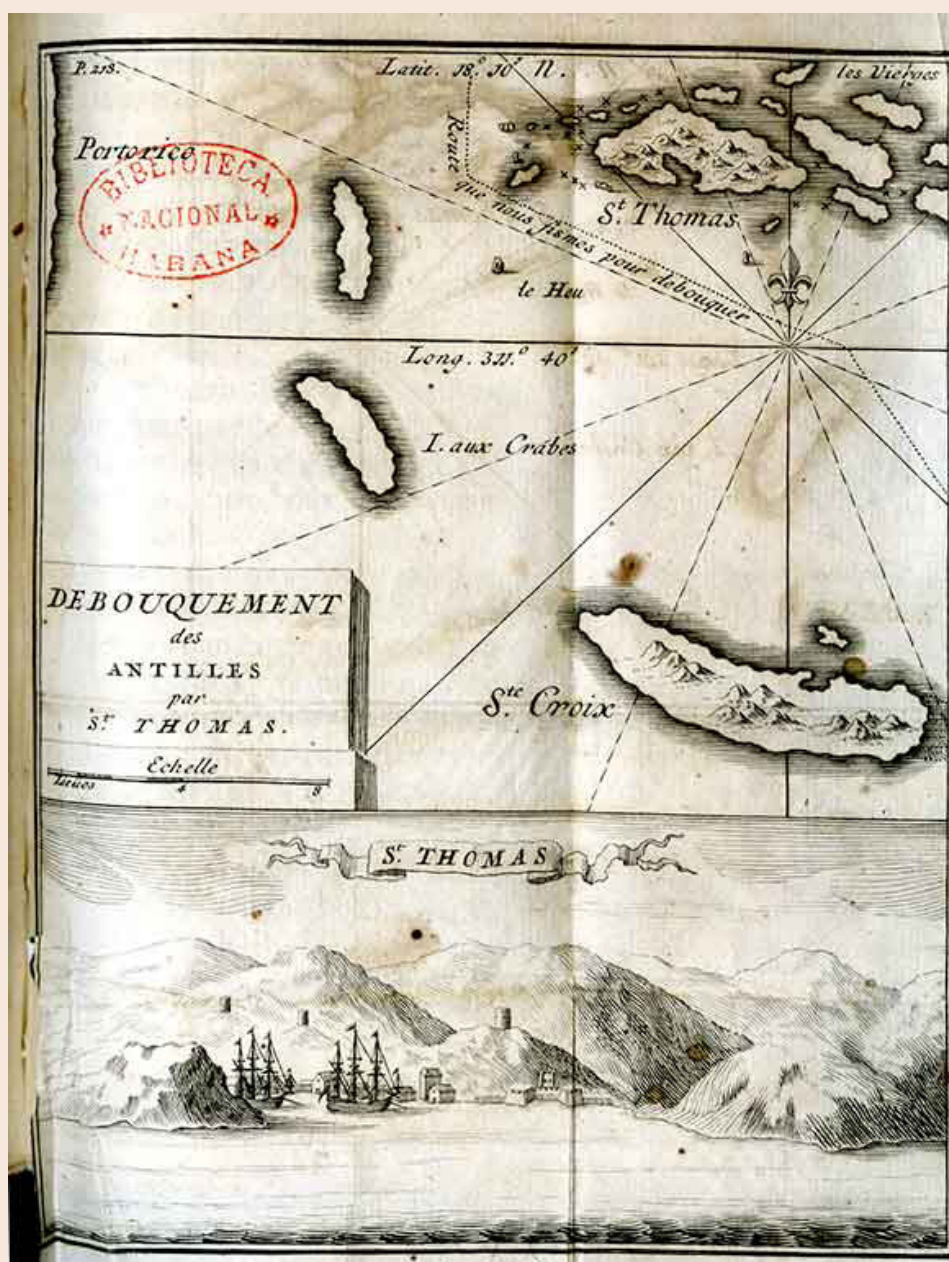 P. 218.
Latit. 18.° 10′ N.
les Vierges
Portorice
BIBLIOTECA
NACIONAL
HABANA
Route
que nous fismes pour debouquer
St. Thomas
le Heu
Long. 311.° 40′
I. aux Crabes
DEBOUQUEMENT
des
ANTILLES
par
St. THOMAS.
Echelle
Lieues 4 8
Ste. Croix
St. THOMAS